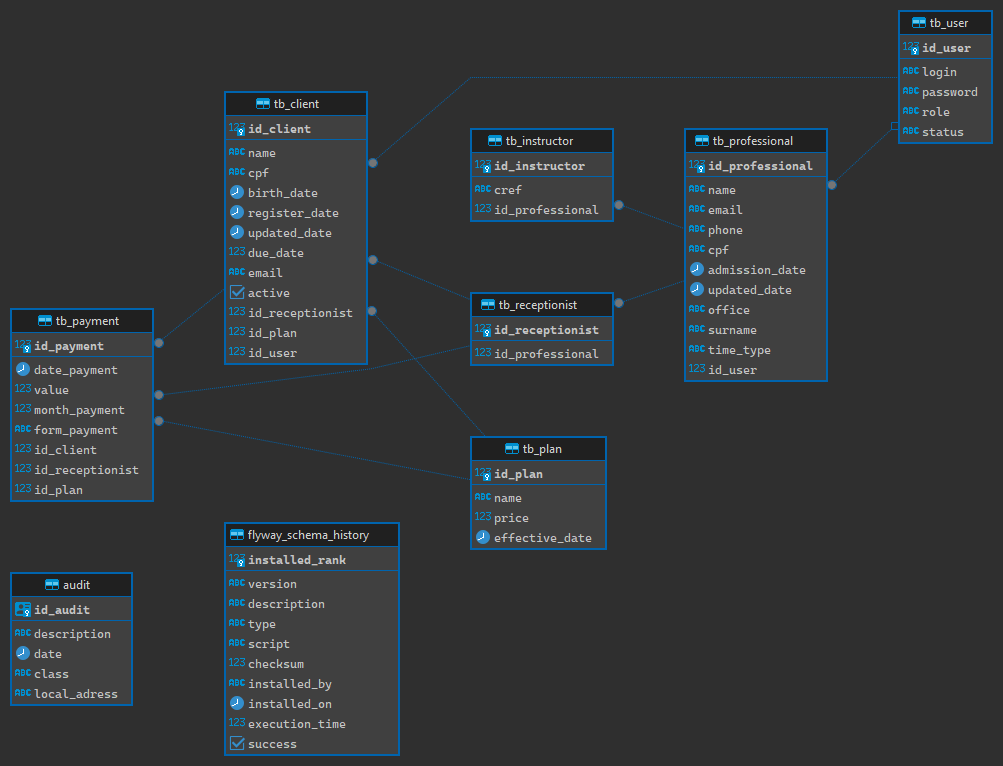 tb_user
123 id_user
ABC login
ABC password
ABC role
ABC status
tb_client
123 id_client
ABC name
ABC cpf
birth_date
register_date
updated_date
123 due_date
ABC email
active
123 id_receptionist
123 id_plan
123 id_user
tb_instructor
123 id_instructor
ABC cref
123 id_professional
tb_professional
123 id_professional
ABC name
ABC email
ABC phone
ABC cpf
admission_date
updated_date
ABC office
ABC surname
ABC time_type
123 id_user
tb_receptionist
123 id_receptionist
123 id_professional
tb_payment
123 id_payment
date_payment
123 value
123 month_payment
ABC form_payment
123 id_client
123 id_receptionist
123 id_plan
tb_plan
123 id_plan
ABC name
123 price
effective_date
flyway_schema_history
123 installed_rank
ABC version
ABC description
ABC type
ABC script
123 checksum
ABC installed_by
installed_on
123 execution_time
success
audit
id_audit
ABC description
date
ABC class
ABC local_adress